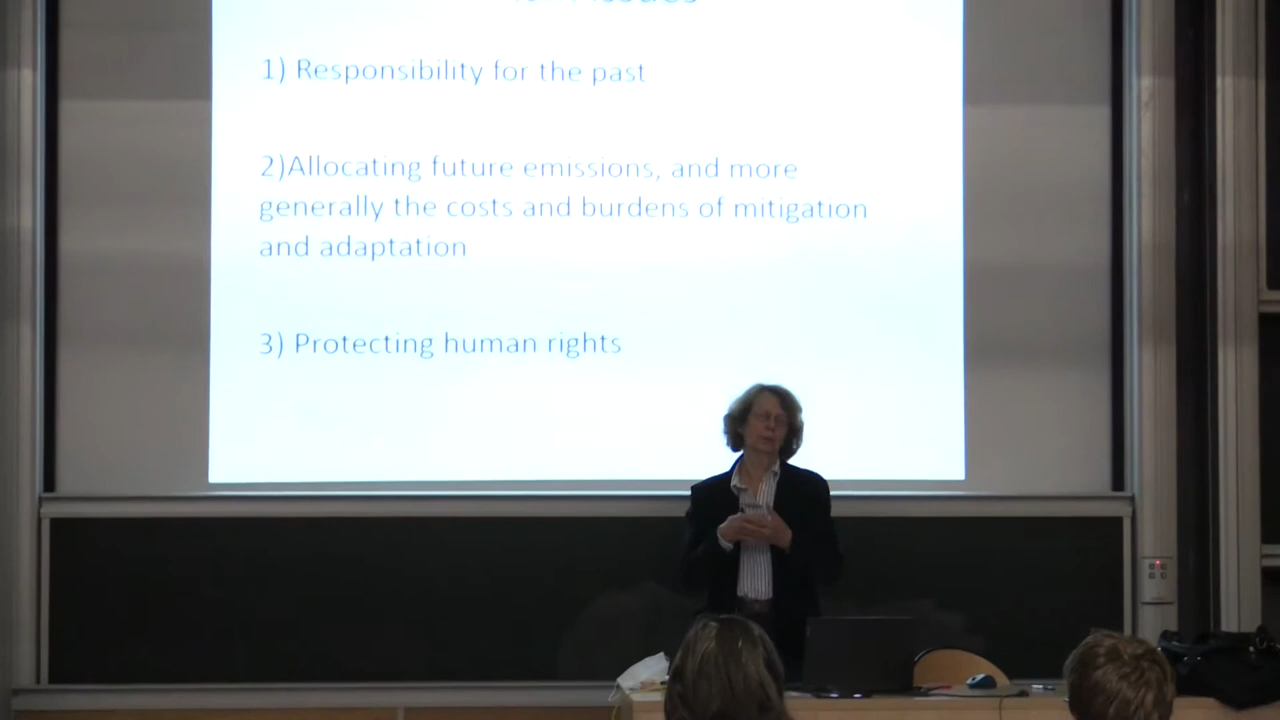 1) Responsibility for the past
2)Allocating future emissions, and more
generally the costs and burdens of mitigation
and adaptation
3) Protecting human rights